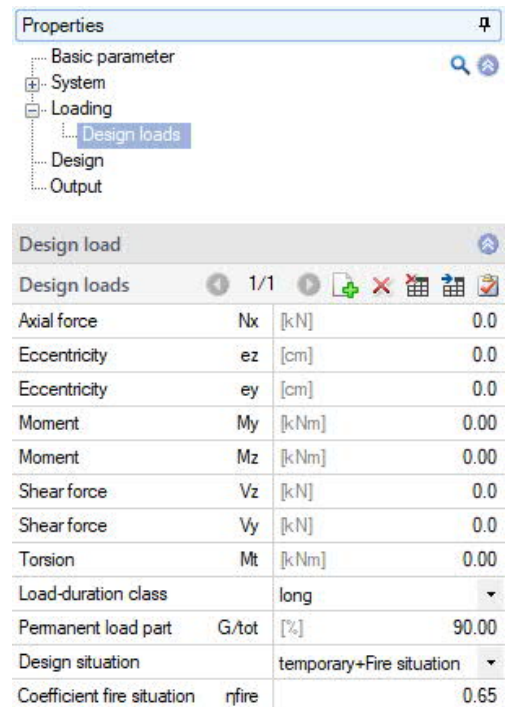 Properties
Basic parameter
System
Loading
Design loads
Design
Output
Design load
Design loads 1/1
Axial force Nx [kN] 0.0
Eccentricity ez [cm] 0.0
Eccentricity ey [cm] 0.0
Moment My [kNm] 0.00
Moment Mz [kNm] 0.00
Shear force Vz [kN] 0.0
Shear force Vy [kN] 0.0
Torsion Mt [kNm] 0.00
Load-duration class long
Permanent load part G/tot [%] 90.00
Design situation temporary+Fire situation
Coefficient fire situation ηfire 0.65